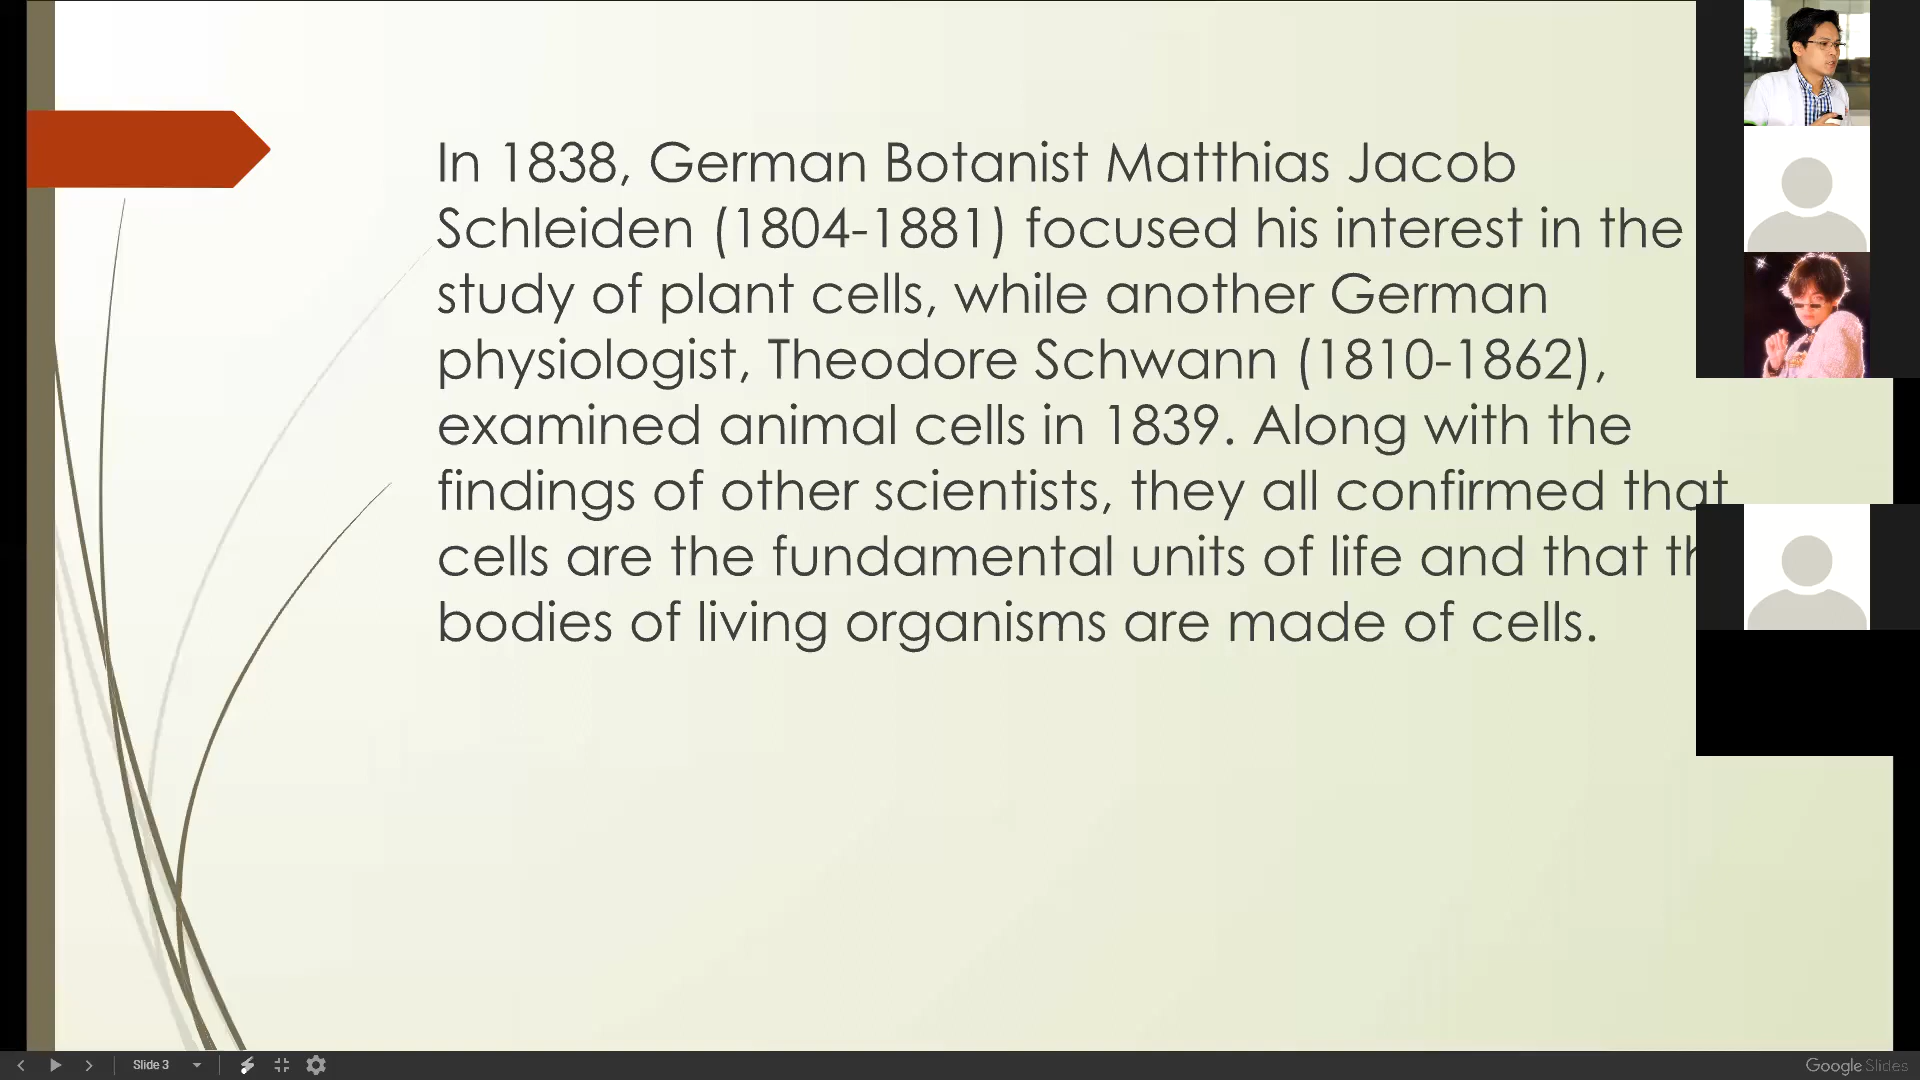 In 1838, German Botanist Matthias Jacob
Schleiden (1804-1881) focused his interest in the
study of plant cells, while another German
physiologist, Theodore Schwann (1810-1862),
examined animal cells in 1839. Along with the
findings of other scientists, they all confirmed that
cells are the fundamental units of life and that
bodies of living organisms are made of cells.
Slide 3
Google Slides